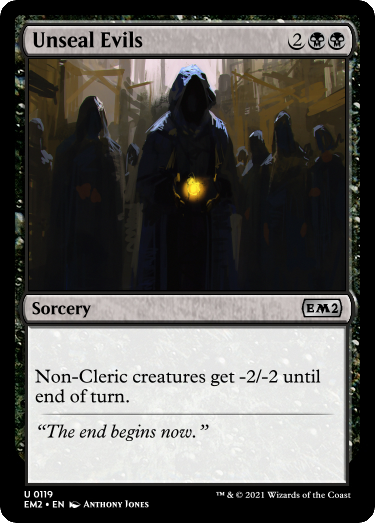 Unseal Evils 2
Sorcery EM2
Non-Cleric creatures get -2/-2 until
end of turn.
“The end begins now.”
U 0119
EM2 • EN Anthony Jones ™ & © 2021 Wizards of the Coast